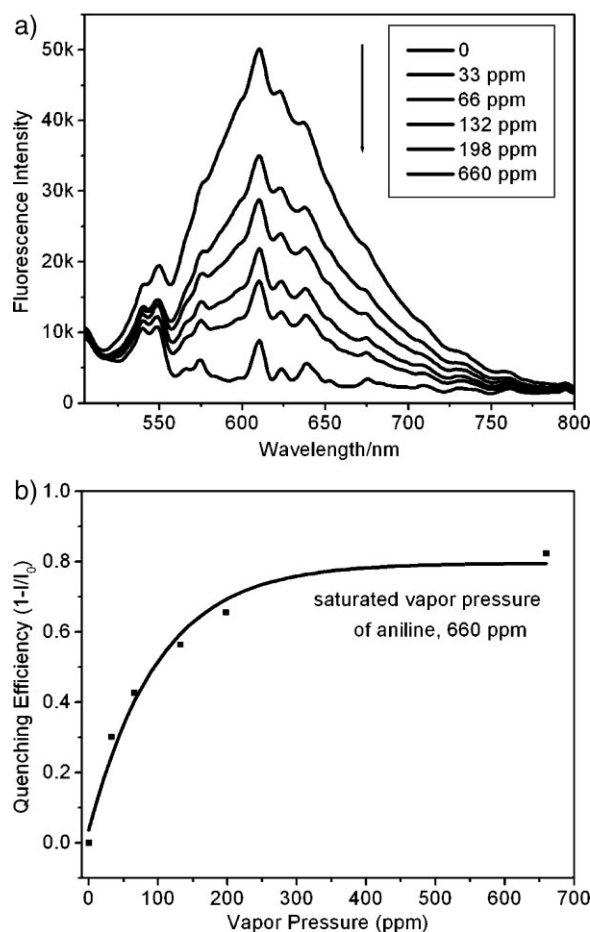 a)
50k
40k
30k
20k
10k
0
Fluorescence Intensity
0
33 ppm
66 ppm
132 ppm
198 ppm
660 ppm
550 600 650 700 750 800
Wavelength/nm
b)
1.0
0.8
0.6
0.4
0.2
0.0
Quenching Efficiency (1-I/I₀)
saturated vapor pressure
of aniline, 660 ppm
0 100 200 300 400 500 600 700
Vapor Pressure (ppm)